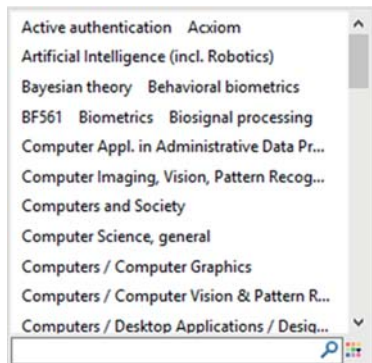 Active authentication Acxiom
Artificial Intelligence (incl. Robotics)
Bayesian theory Behavioral biometrics
BF561 Biometrics Biosignal processing
Computer Appl. in Administrative Data Pr...
Computer Imaging, Vision, Pattern Recog...
Computers and Society
Computer Science, general
Computers / Computer Graphics
Computers / Computer Vision & Pattern R...
Computers / Desktop Applications / Desig...